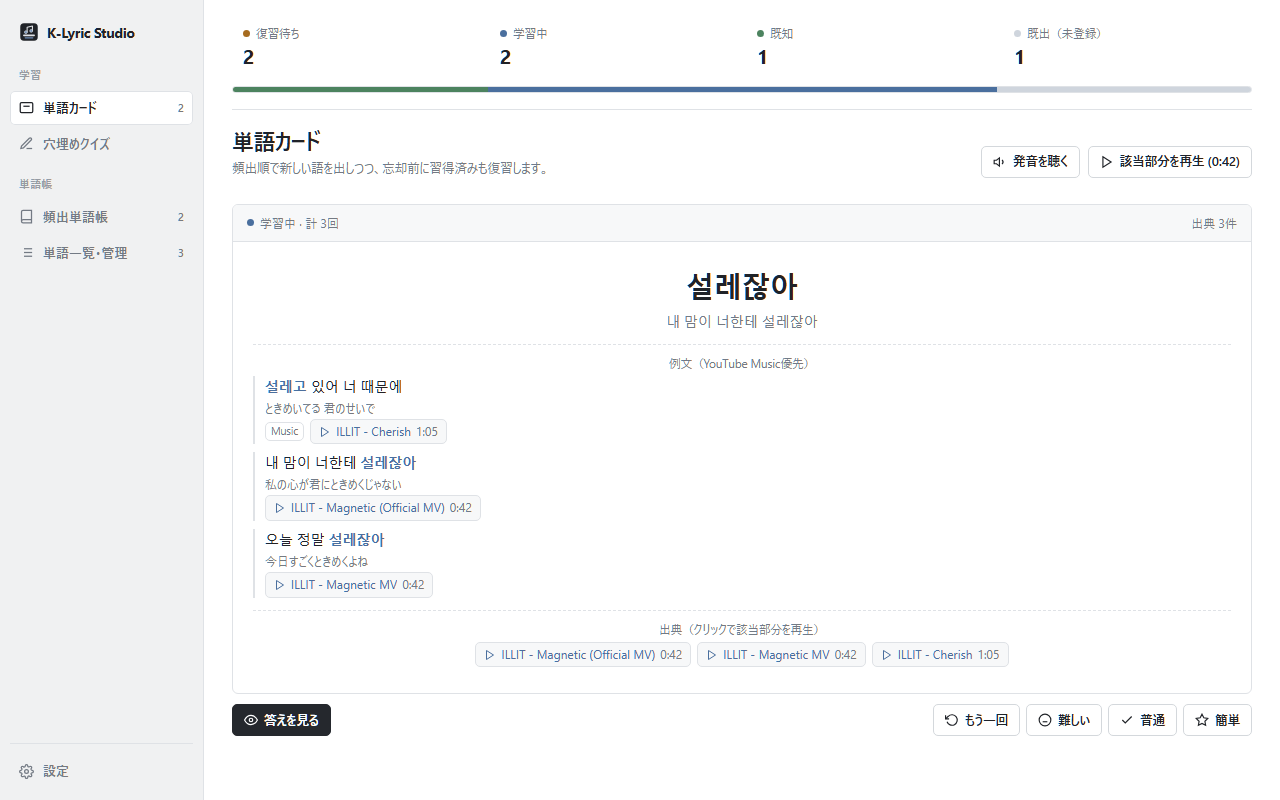 K-Lyric Studio
学習
単語カード 2
穴埋めクイズ
単語帳
頻出単語帳 2
単語一覧・管理 3
設定
復習待ち
2
学習中
2
既知
1
既出（未登録）
1
単語カード
頻出順で新しい語を出しつつ、忘却前に習得済みも復習します。
発音を聴く
該当部分を再生 (0:42)
学習中 · 計 3回
出典 3件
설레잖아
내 맘이 너한테 설레잖아
例文（YouTube Music優先）
설레고 있어 너 때문에
ときめいてる 君のせいで
Music ILLIT - Cherish 1:05
내 맘이 너한테 설레잖아
私の心が君にときめくじゃない
ILLIT - Magnetic (Official MV) 0:42
오늘 정말 설레잖아
今日すごくときめくよね
ILLIT - Magnetic MV 0:42
出典（クリックで該当部分を再生）
ILLIT - Magnetic (Official MV) 0:42 ILLIT - Magnetic MV 0:42 ILLIT - Cherish 1:05
答えを見る
もう一回
難しい
普通
簡単